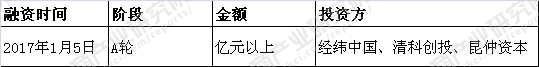 融资时间 阶段 金额 投资方
2017年1月5日 A轮 亿元以上 经纬中国、清科创投、昆仲资本